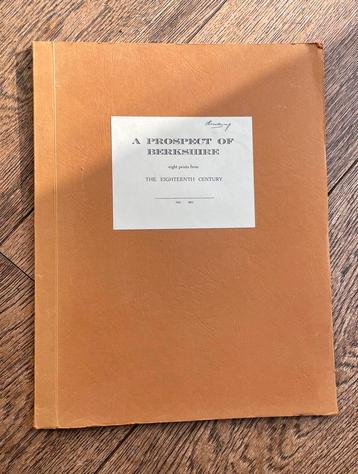 A PROSPECT OF
BERKSHIRE
eight prints from
THE EIGHTEENTH CENTURY